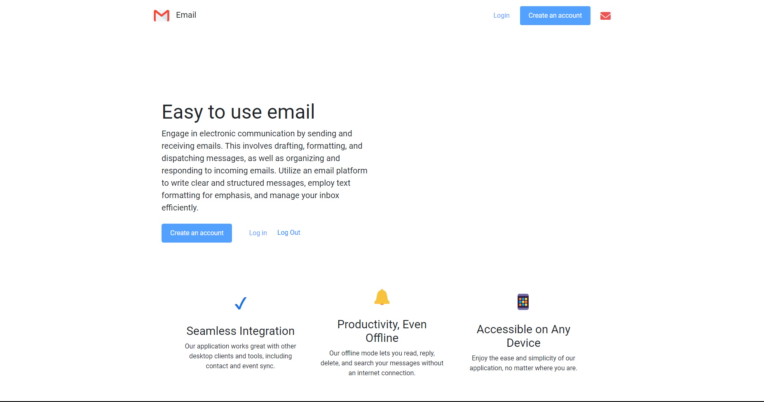 Email
Login
Create an account
Easy to use email
Engage in electronic communication by sending and
receiving emails. This involves drafting, formatting, and
dispatching messages, as well as organizing and
responding to incoming emails. Utilize an email platform
to write clear and structured messages, employ text
formatting for emphasis, and manage your inbox
efficiently.
Create an account
Log in
Log Out
Seamless Integration
Our application works great with other
desktop clients and tools, including
contact and event sync.
Productivity, Even
Offline
Our offline mode lets you read, reply,
delete, and search your messages without
an internet connection.
Accessible on Any
Device
Enjoy the ease and simplicity of our
application, no matter where you are.